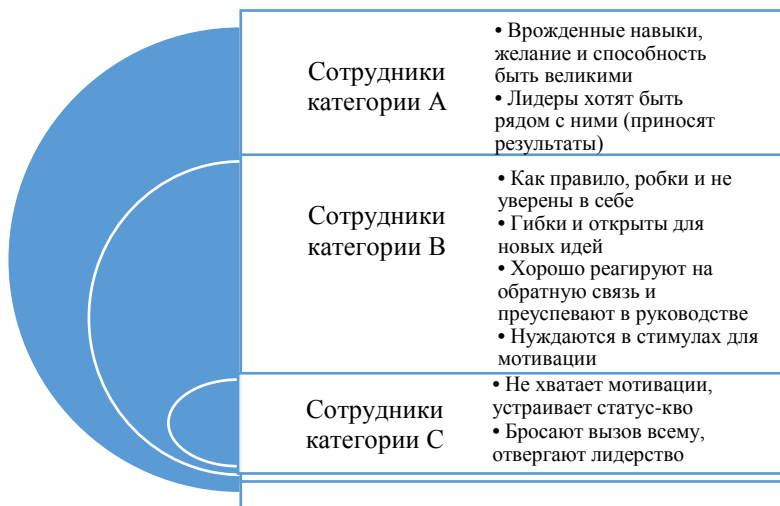 Сотрудники
категории А
• Врожденные навыки,
желание и способность
быть великими
• Лидеры хотят быть
рядом с ними (приносят
результаты)
Сотрудники
категории В
• Как правило, робки и не
уверены в себе
• Гибки и открыты для
новых идей
• Хорошо реагируют на
обратную связь и
преуспевают в руководстве
• Нуждаются в стимулах для
мотивации
Сотрудники
категории С
• Не хватает мотивации,
устраивает статус-кво
• Бросают вызов всему,
отвергают лидерство